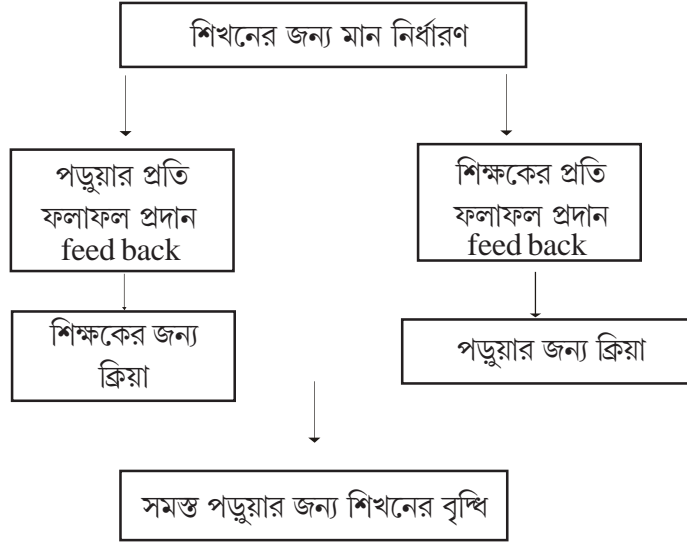 শিখনের জন্য মান নির্ধারণ
পড়ুয়ার প্রতি
ফলাফল প্রদান
feed back
শিক্ষকের প্রতি
ফলাফল প্রদান
feed back
শিক্ষকের জন্য
ক্রিয়া
পড়ুয়ার জন্য ক্রিয়া
সমস্ত পড়ুয়ার জন্য শিখনের বৃদ্ধি